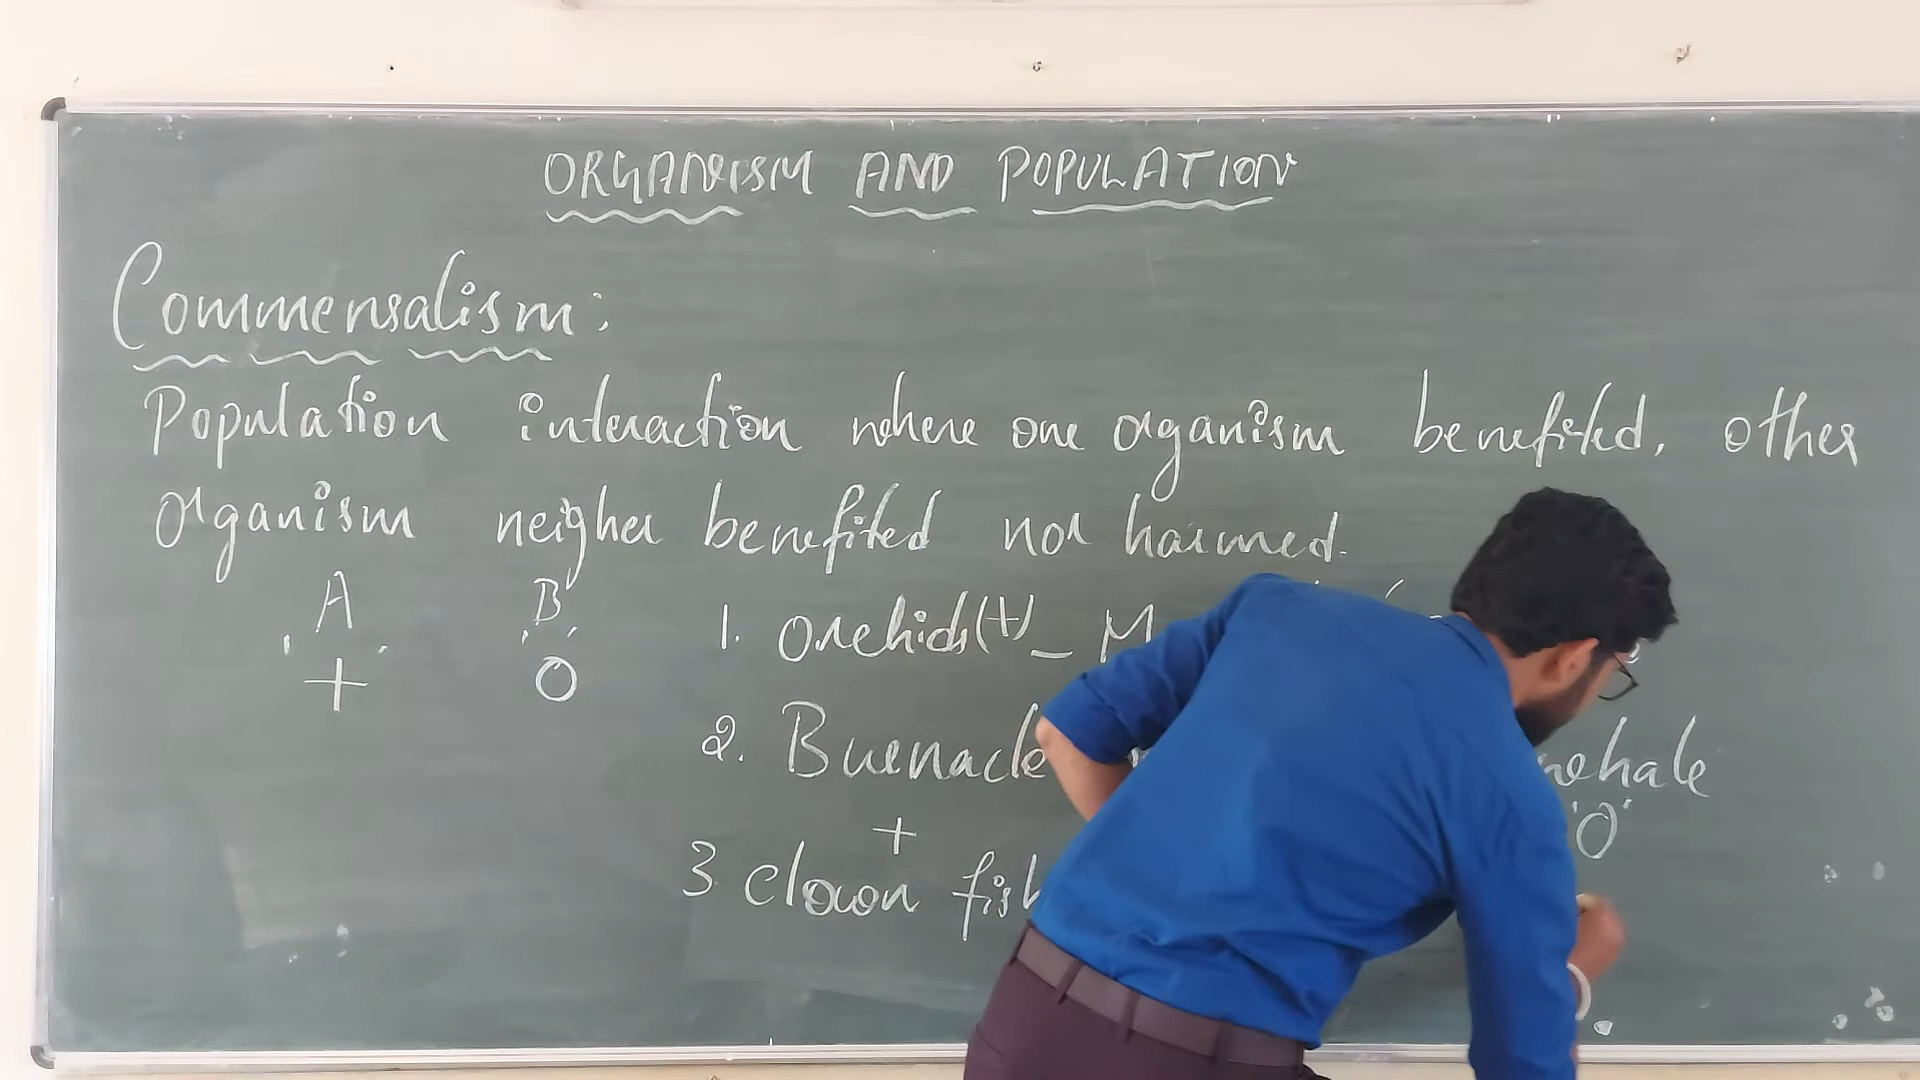 ORGANISM AND POPULATION
Commensalism:
Population interaction where one organism benefited, other
organism neigher benefited nor harmed.
A B
+ O
1. Orchids(+) _ M
2. Buenacle whale
+ O
3 clown fish